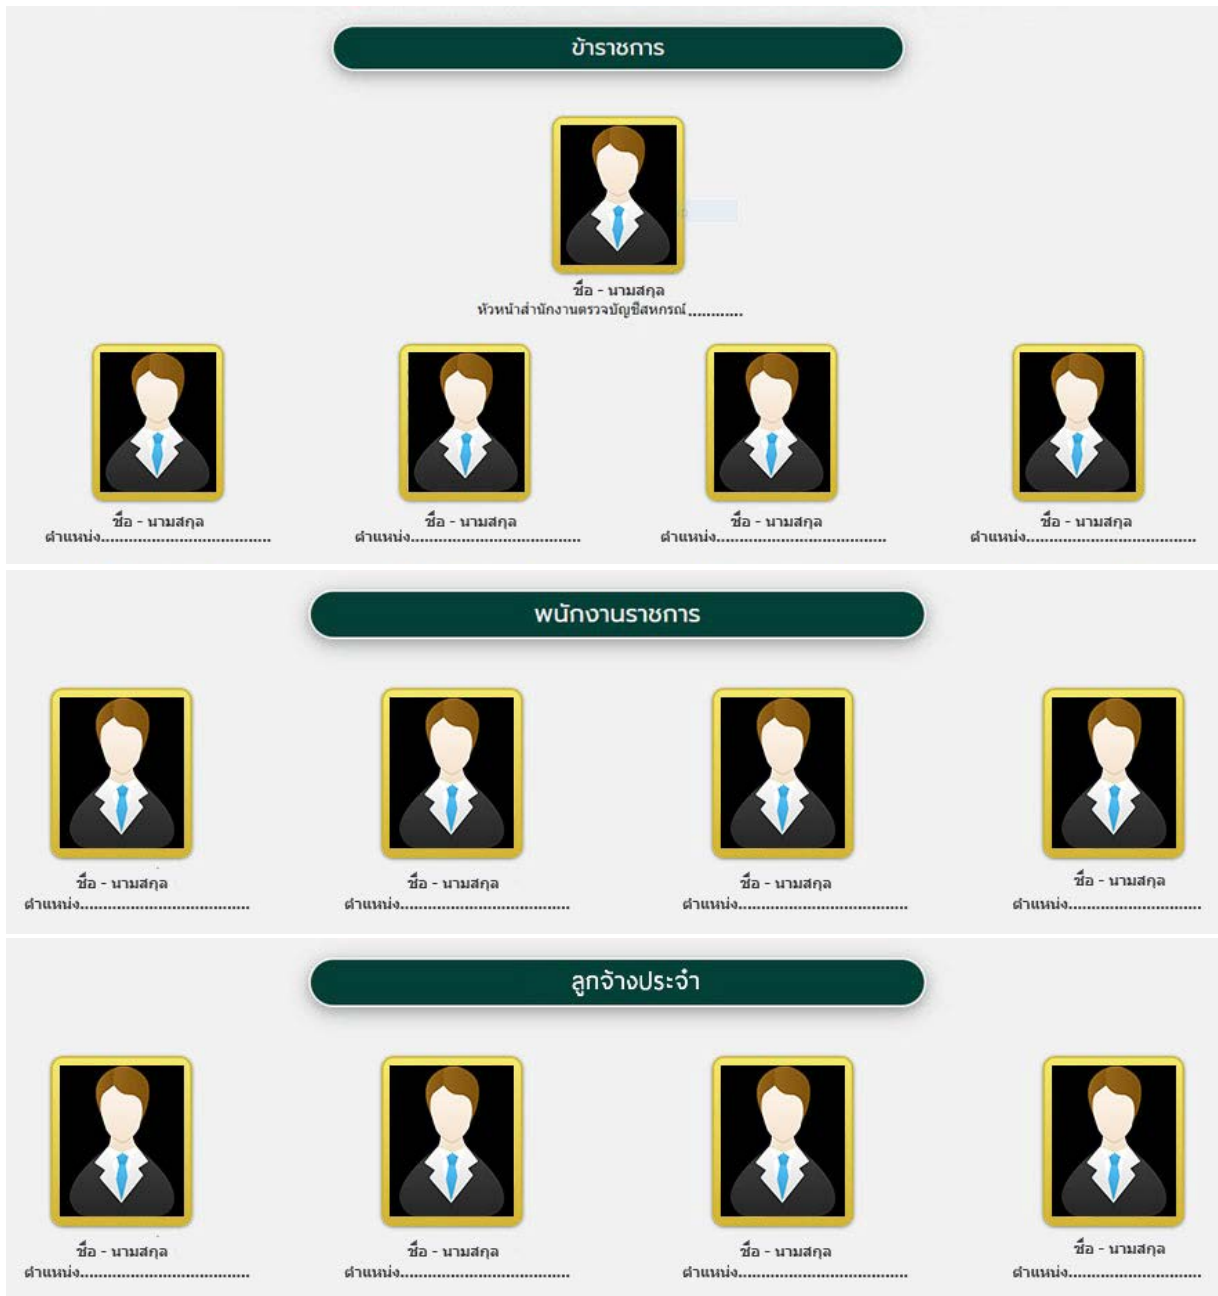 ข้าราชการ
ชื่อ - นามสกุล
หัวหน้าสำนักงานตรวจบัญชีสหกรณ์............
ชื่อ - นามสกุล ชื่อ - นามสกุล ชื่อ - นามสกุล ชื่อ - นามสกุล
ตำแหน่ง..................................... ตำแหน่ง..................................... ตำแหน่ง..................................... ตำแหน่ง.....................................
พนักงานราชการ
ชื่อ - นามสกุล ชื่อ - นามสกุล ชื่อ - นามสกุล ชื่อ - นามสกุล
ตำแหน่ง..................................... ตำแหน่ง..................................... ตำแหน่ง..................................... ตำแหน่ง.............................
ลูกจ้างประจำ
ชื่อ - นามสกุล ชื่อ - นามสกุล ชื่อ - นามสกุล ชื่อ - นามสกุล
ตำแหน่ง..................................... ตำแหน่ง..................................... ตำแหน่ง..................................... ตำแหน่ง.............................